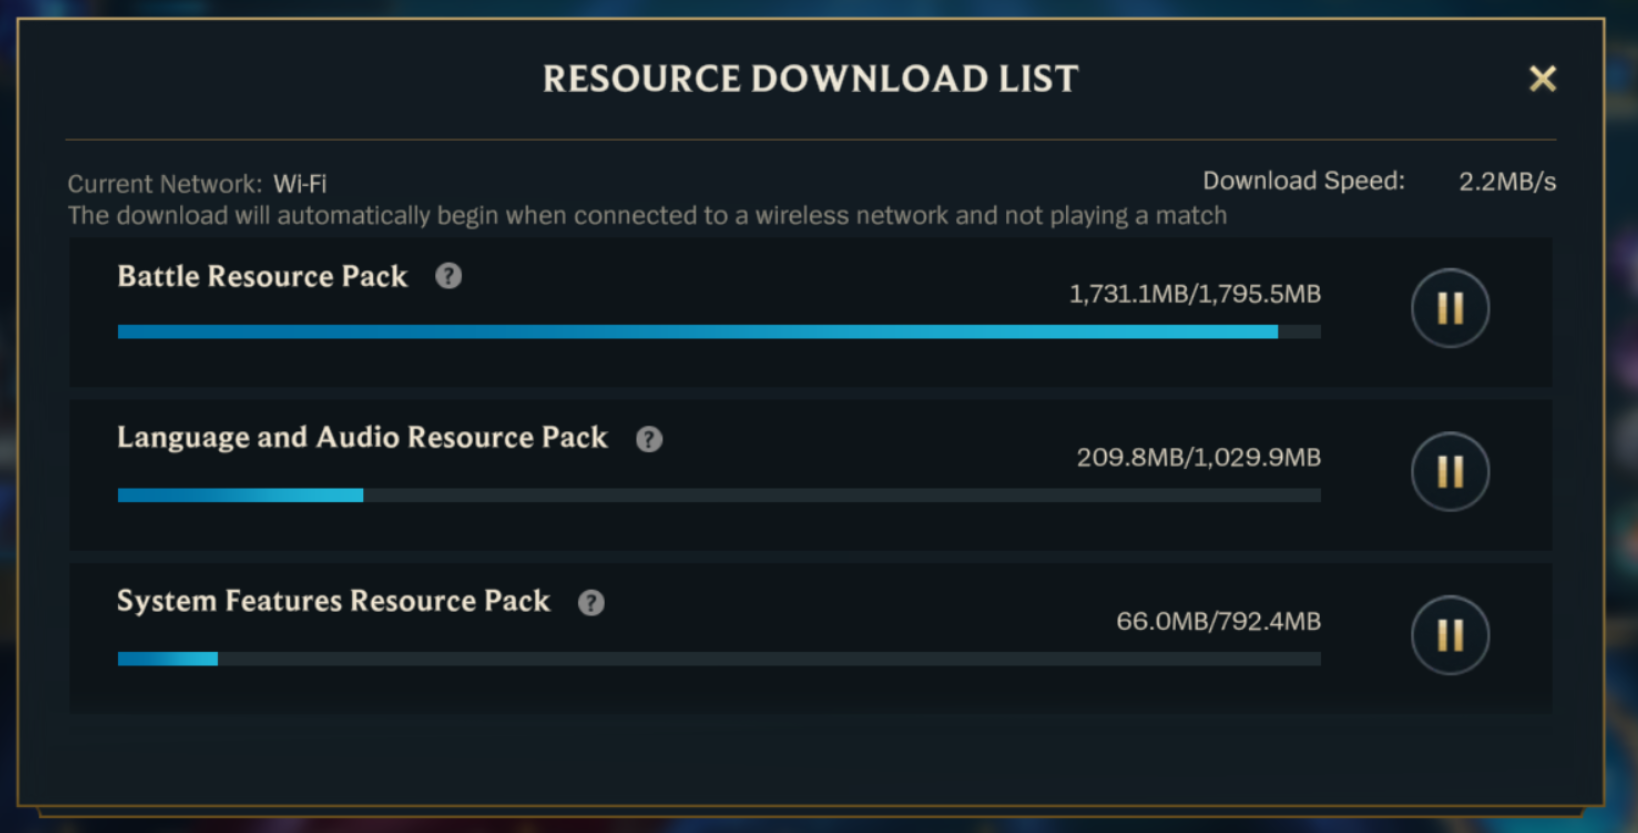 RESOURCE DOWNLOAD LIST
Current Network: Wi-Fi
Download Speed: 2.2MB/s
The download will automatically begin when connected to a wireless network and not playing a match
Battle Resource Pack ?
1,731.1MB/1,795.5MB
Language and Audio Resource Pack ?
209.8MB/1,029.9MB
System Features Resource Pack ?
66.0MB/792.4MB